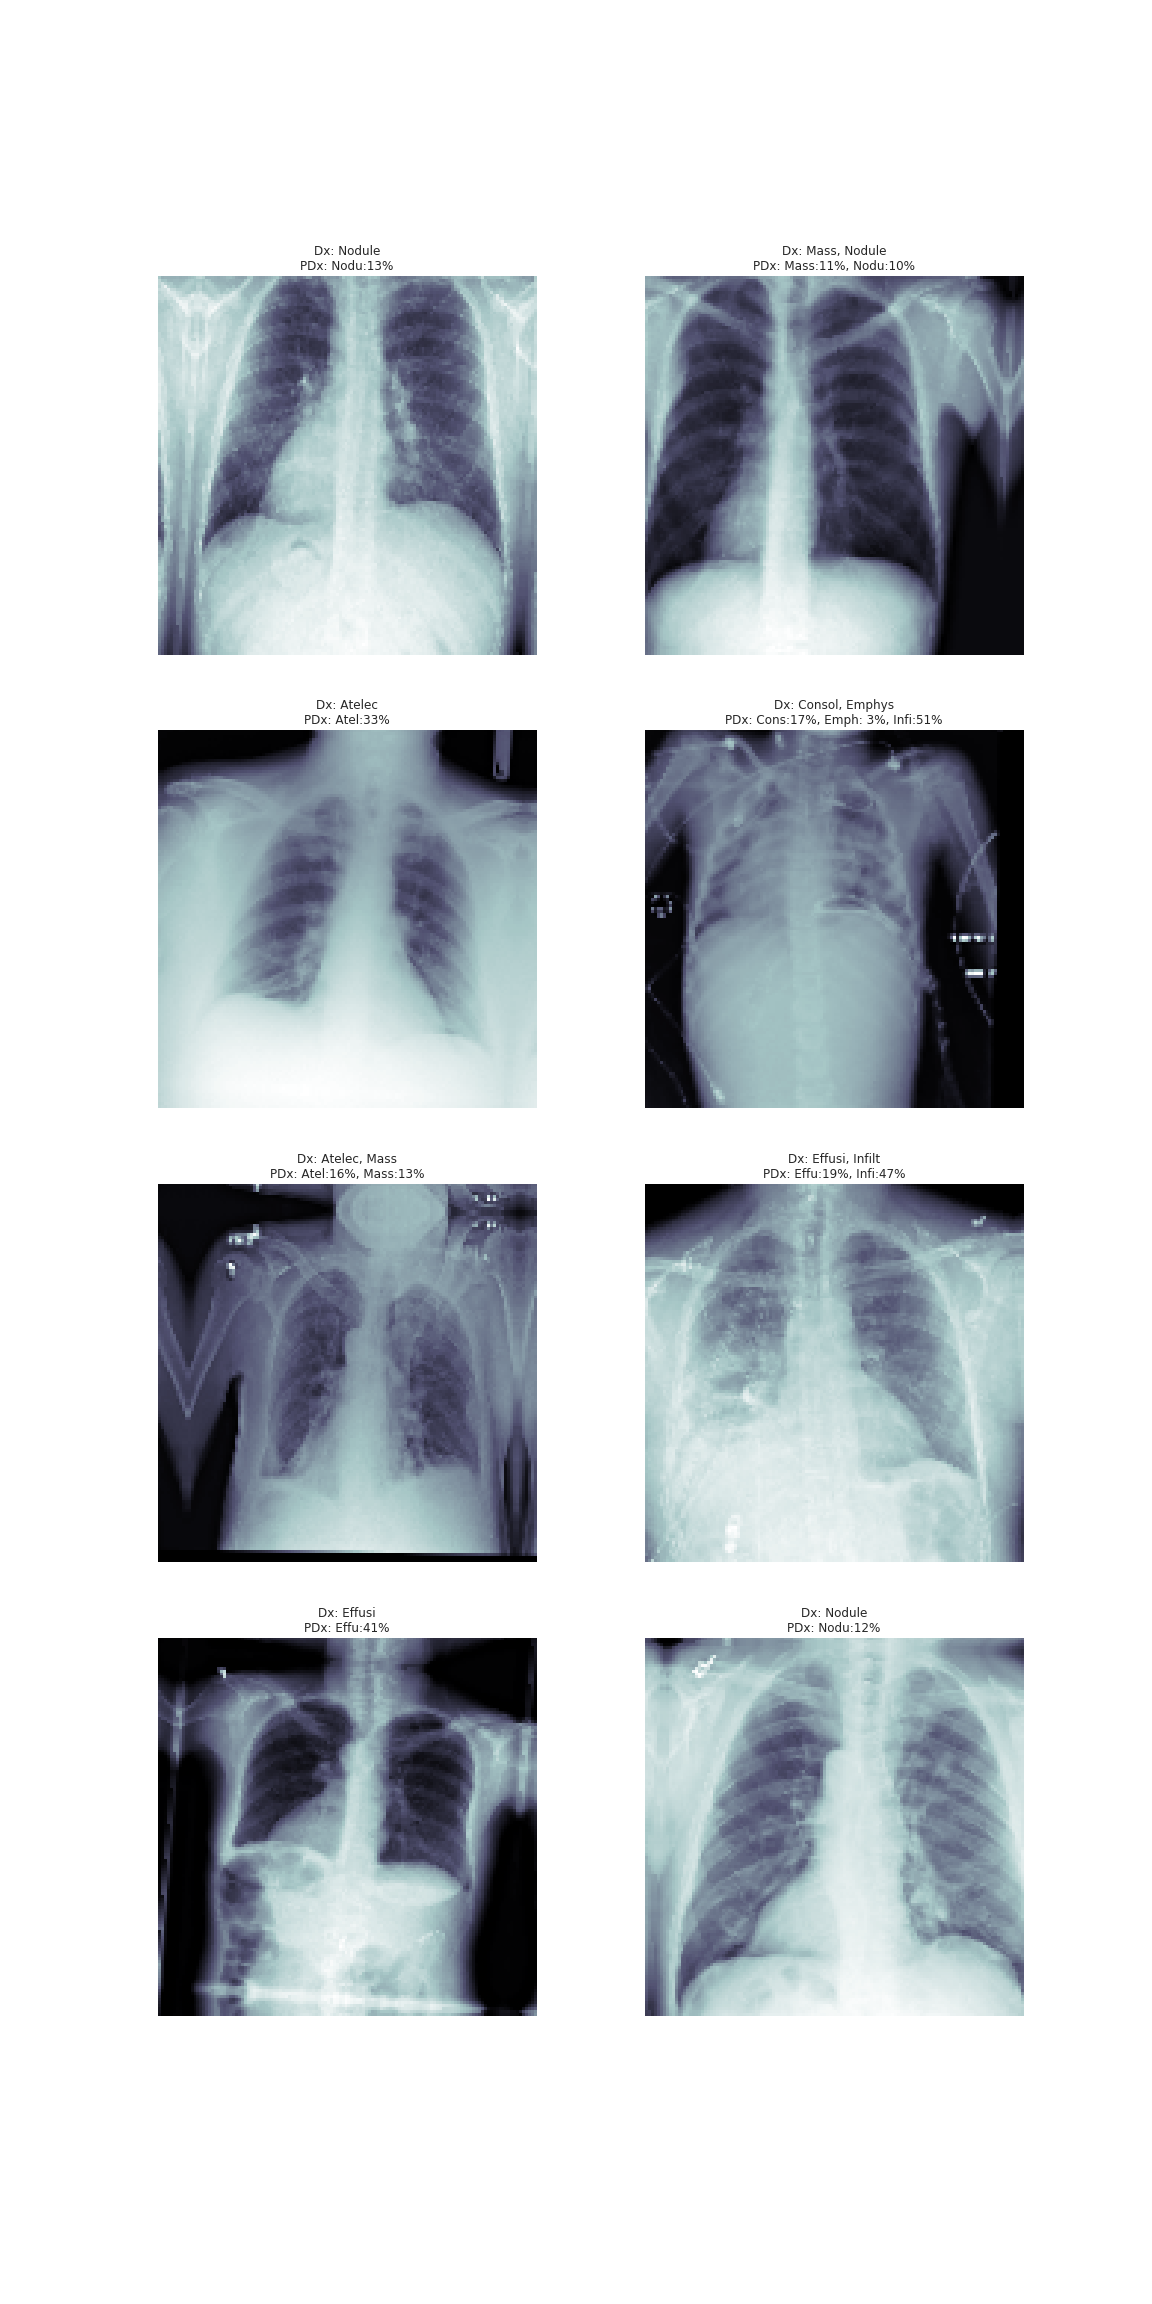 Dx: Nodule
PDx: Nodu:13%
Dx: Mass, Nodule
PDx: Mass:11%, Nodu:10%
Dx: Atelec
PDx: Atel:33%
Dx: Consol, Emphys
PDx: Cons:17%, Emph: 3%, Infi:51%
Dx: Atelec, Mass
PDx: Atel:16%, Mass:13%
Dx: Effusi, Infilt
PDx: Effu:19%, Infi:47%
Dx: Effusi
PDx: Effu:41%
Dx: Nodule
PDx: Nodu:12%